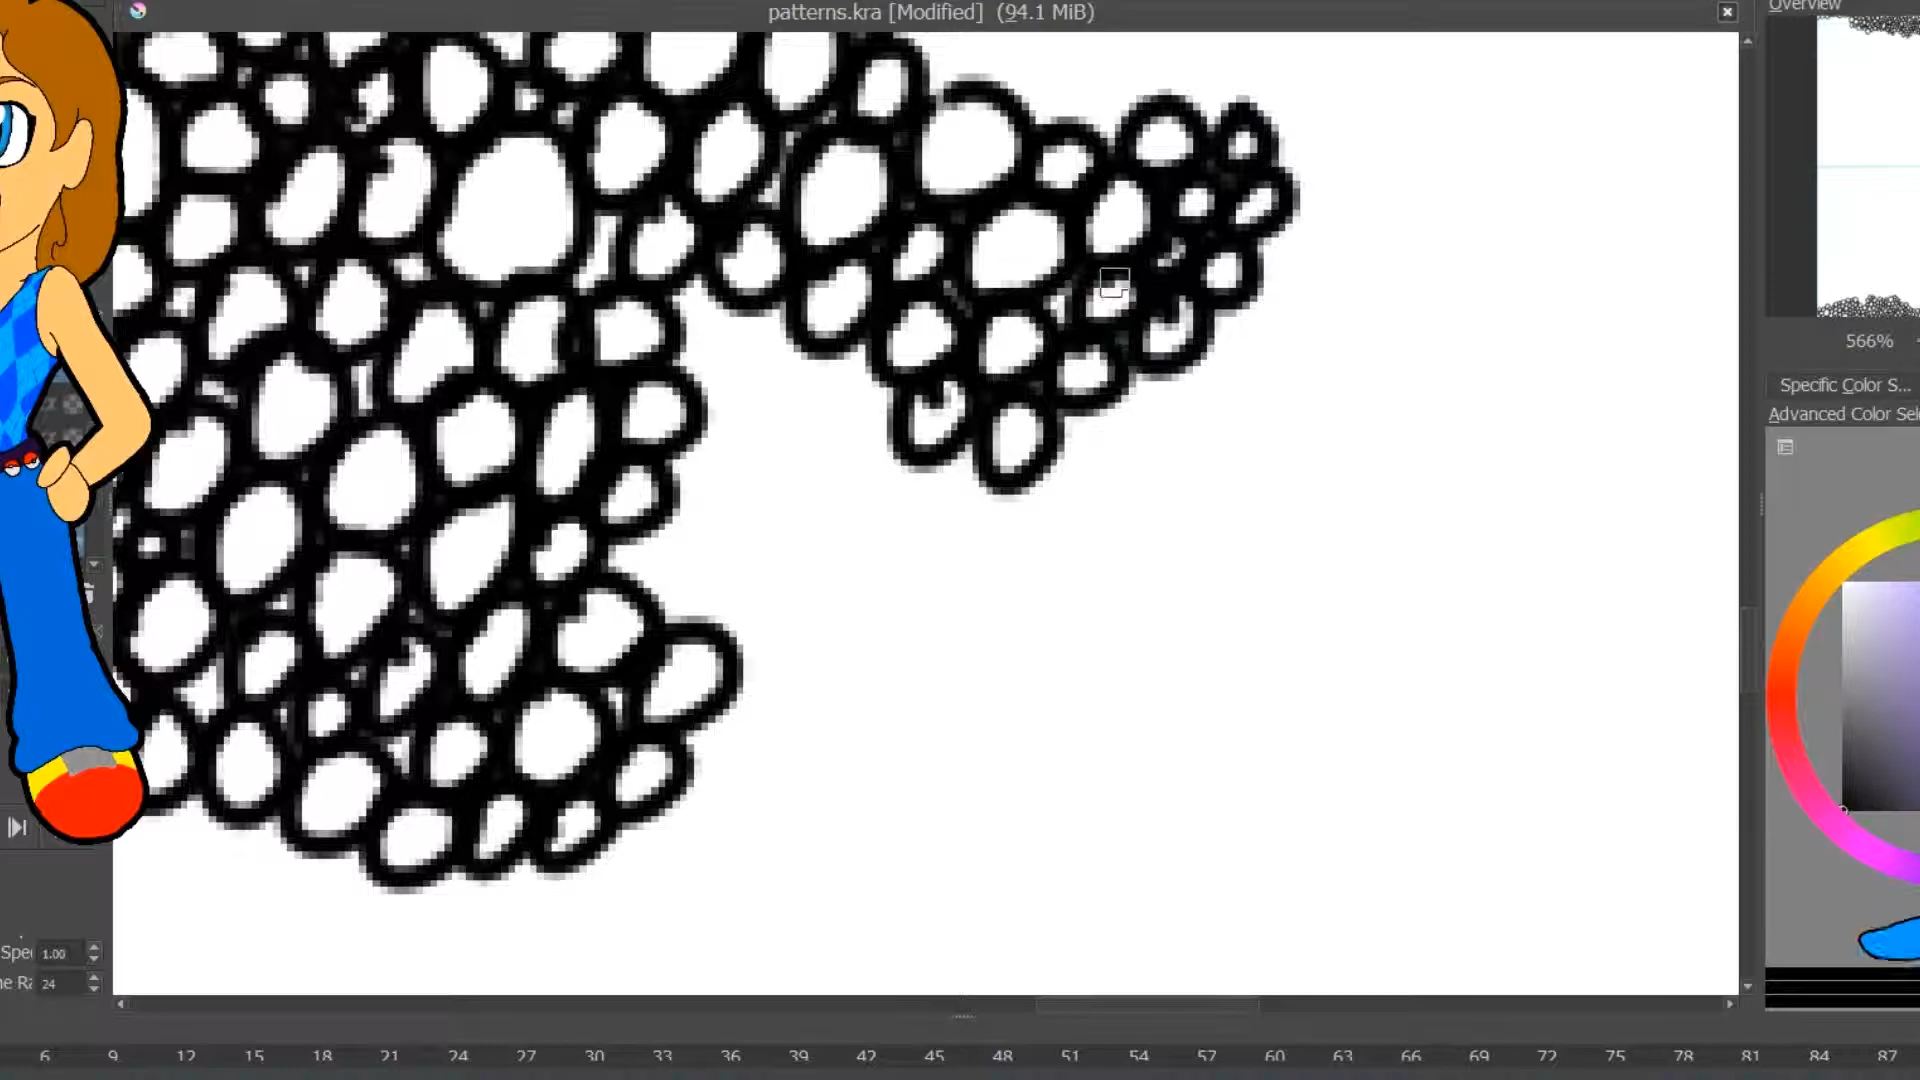 patterns.kra [Modified] (94.1 MiB)
Overview
566%
Specific Color S...
Advanced Color Sele
Spe 1.00
ne Ra 24
6 9 12 15 18 21 24 27 30 33 36 39 42 45 48 51 54 57 60 63 66 69 72 75 78 81 84 87